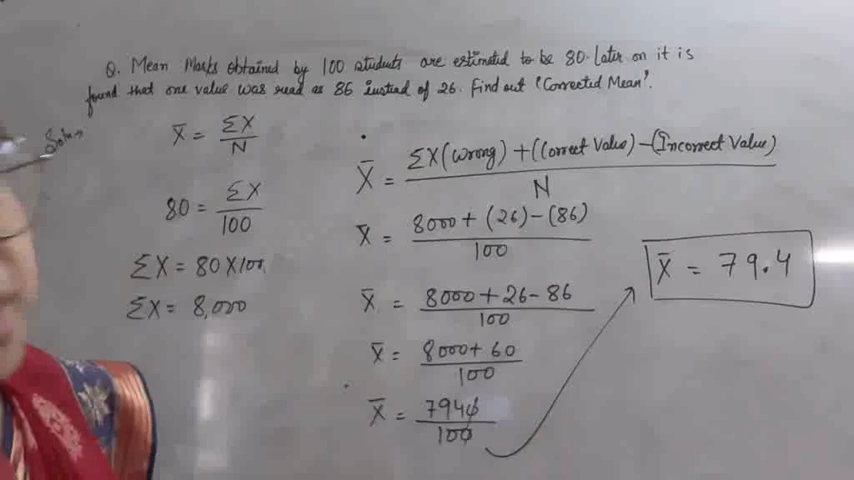 Q. Mean Marks obtained by 100 students are estimated to be 80. Later on it is
found that one value was read as 86 instead of 26. Find out 'Corrected Mean'.
Soln→
X̄ = ΣX/N
80 = ΣX/100
ΣX = 80 X 100
ΣX = 8,000
X̄ = ΣX(Wrong) + (Correct Value) - (Incorrect Value)/N
X̄ = 8000 + (26) - (86)/100
X̄ = 8000 + 26 - 86/100
X̄ = 8000 + 60/100
X̄ = 7940/100
X̄ = 79.4